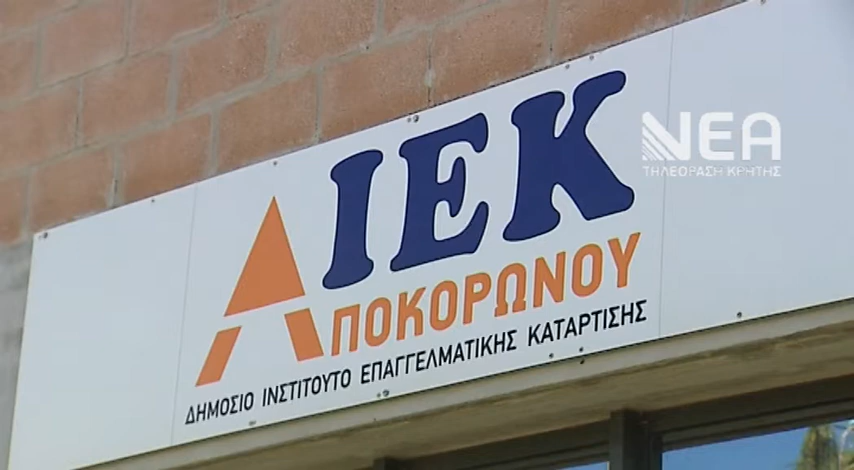 ΙΕΚ
ΑΠΟΚΟΡΩΝΟΥ
ΔΗΜΟΣΙΟ ΙΝΣΤΙΤΟΥΤΟ ΕΠΑΓΓΕΛΜΑΤΙΚΗΣ ΚΑΤΑΡΤΙΣΗΣ
ΝΕΑ
ΤΗΛΕΟΡΑΣΗ ΚΡΗΤΗΣ